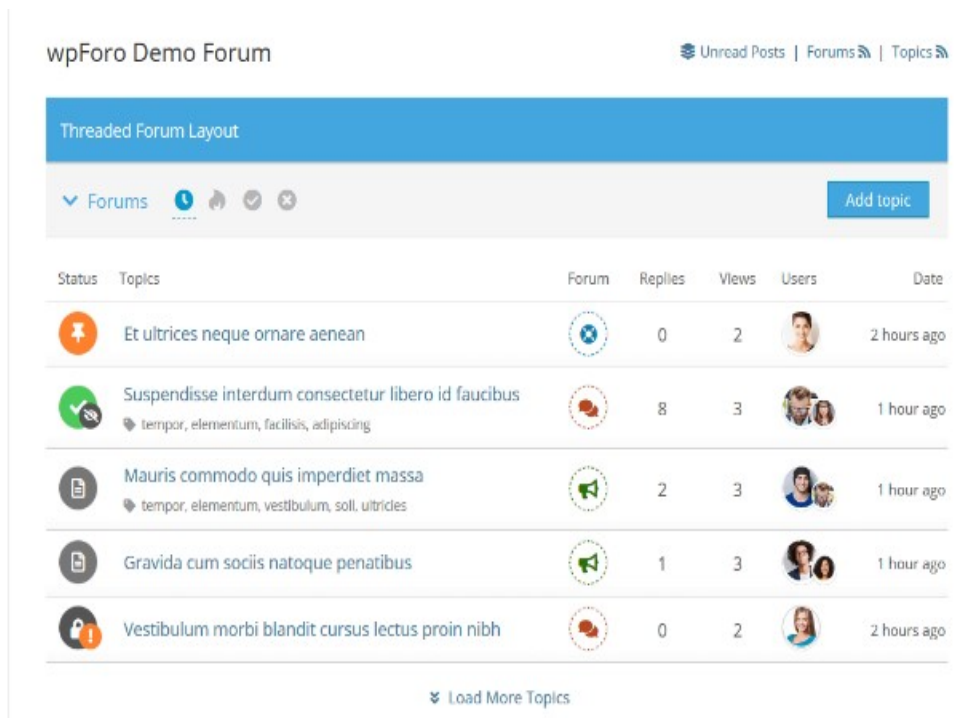 wpForo Demo Forum
Unread Posts | Forums | Topics
Threaded Forum Layout
Forums
Add topic
Status Topics Forum Replies Views Users Date
Et ultrices neque ornare aenean 0 2 2 hours ago
Suspendisse interdum consectetur libero id faucibus 8 3 1 hour ago
tempor, elementum, facilisis, adipiscing
Mauris commodo quis imperdiet massa 2 3 1 hour ago
tempor, elementum, vestibulum, soll, ultricies
Gravida cum sociis natoque penatibus 1 3 1 hour ago
Vestibulum morbi blandit cursus lectus proin nibh 0 2 2 hours ago
Load More Topics